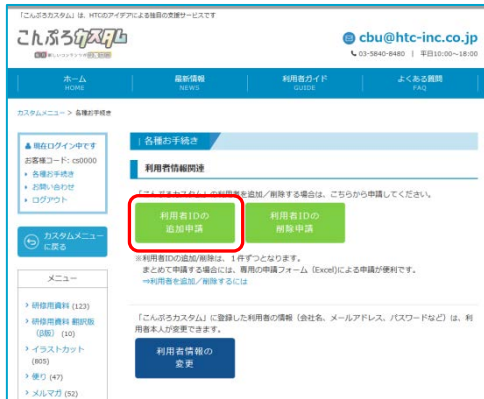 「こんぷろカスタム」は、HTCのアイデアによる独自の支援サービスです
こんぷろカスタム
cbu@htc-inc.co.jp
03-5840-8480 | 平日10:00~18:00
ホーム
HOME
最新情報
NEWS
利用者ガイド
GUIDE
よくある質問
FAQ
カスタムメニュー > 各種お手続き
現在ログイン中です
お客様コード: cs0000
各種お手続き
お問い合わせ
ログアウト
カスタムメニュー
に戻る
メニュー
研修用資料 (123)
研修用資料 翻訳版
(β版) (10)
イラストカット
(805)
便り (47)
メルマガ (52)
各種お手続き
利用者情報関連
「こんぷろカスタム」の利用者を追加/削除する場合は、こちらから申請してください。
利用者IDの
追加申請
利用者IDの
削除申請
※利用者IDの追加/削除は、1件ずつとなります。
まとめて申請する場合には、専用の申請フォーム (Excel)による申請が便利です。
⇒利用者を追加/削除するには
「こんぷろカスタム」に登録した利用者の情報（会社名、メールアドレス、パスワードなど）は、利
用者本人が変更できます。
利用者情報の
変更